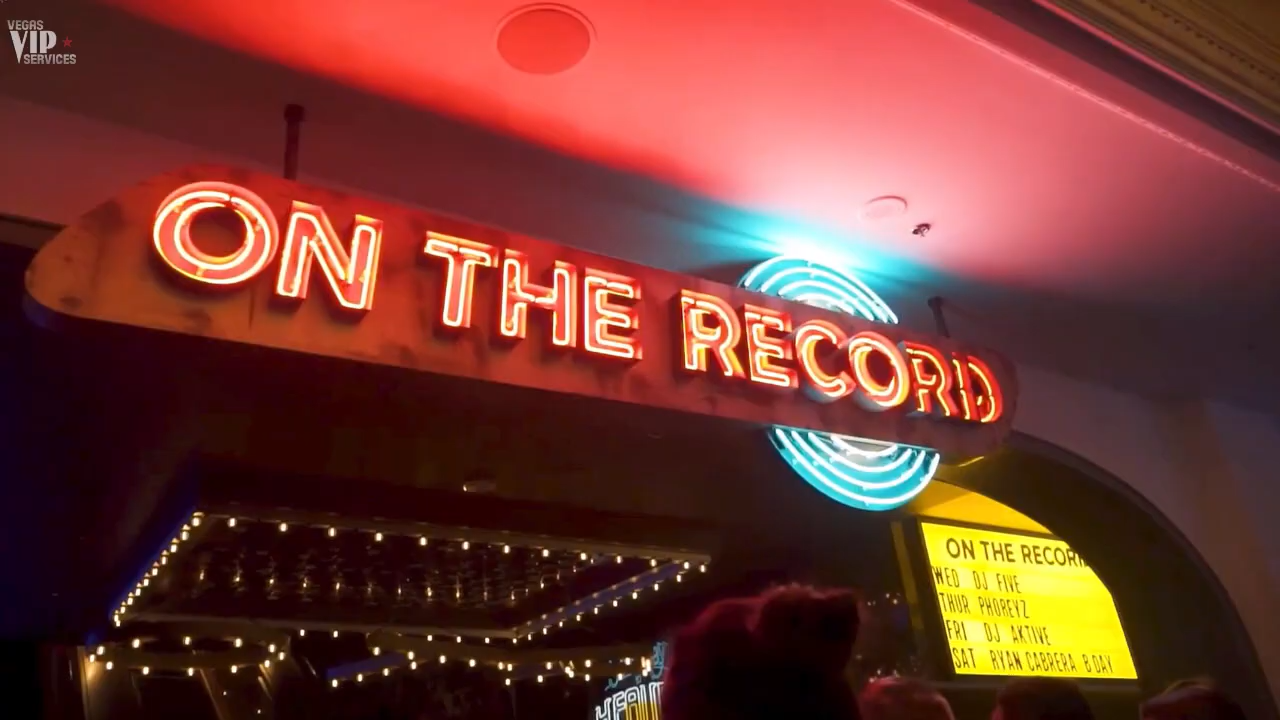 VEGAS
VIP
SERVICES
ON THE RECORD
ON THE RECOR
WED DJ FIVE
THUR PHOREYZ
FRI DJ AKTIVE
SAT RYAN CABRERA B DAY